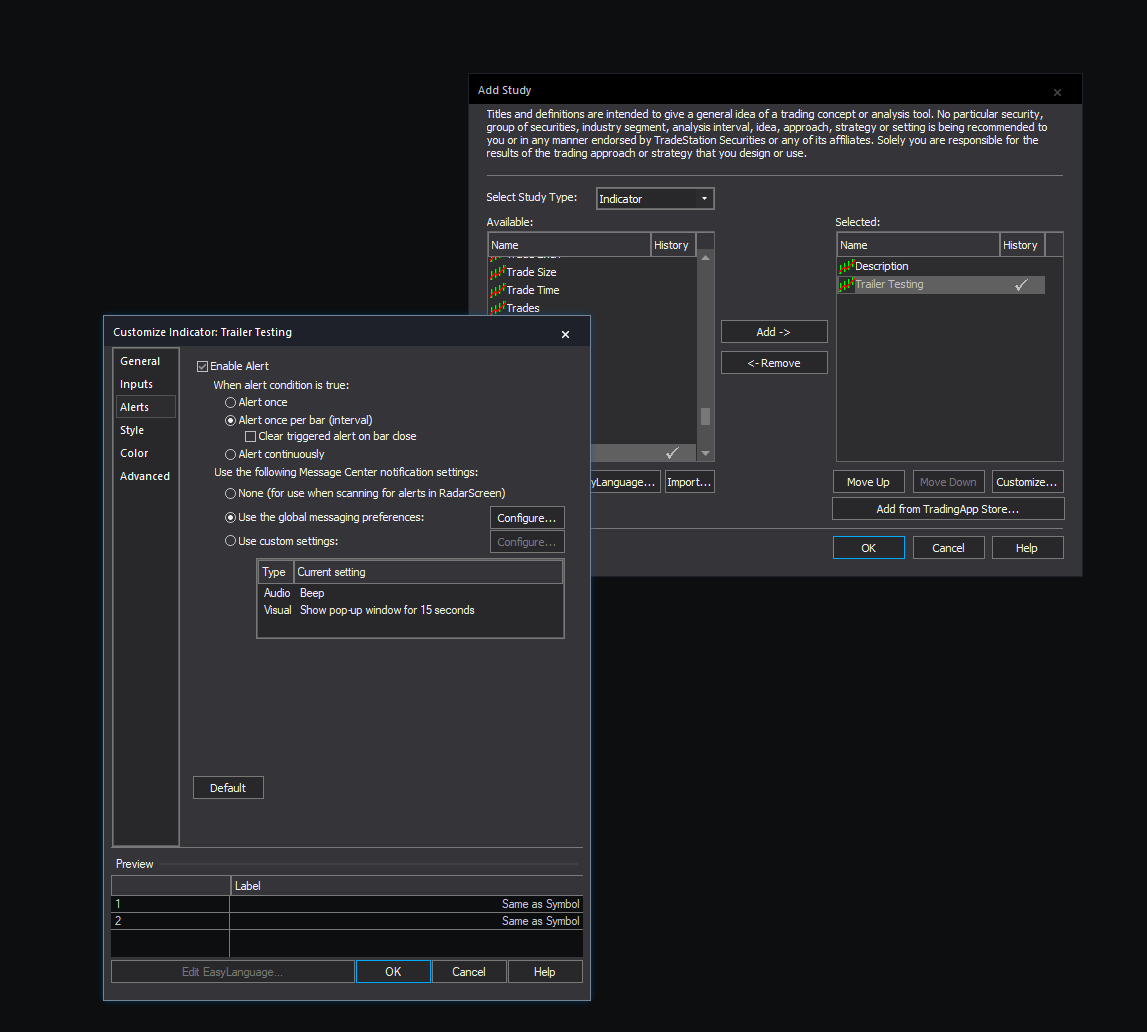 Add Study
Titles and definitions are intended to give a general idea of a trading concept or analysis tool. No particular security,
group of securities, industry segment, analysis interval, idea, approach, strategy or setting is being recommended to
you or in any manner endorsed by TradeStation Securities or any of its affiliates. Solely you are responsible for the
results of the trading approach or strategy that you design or use.
Select Study Type:
Indicator
Available:
Name
History
Trade Size
Trade Time
Trades
Add ->
<- Remove
Selected:
Name
History
Description
Trailer Testing
yLanguage...
Import...
Move Up
Move Down
Customize...
Add from TradingApp Store...
OK
Cancel
Help
Customize Indicator: Trailer Testing
General
Inputs
Alerts
Style
Color
Advanced
Enable Alert
When alert condition is true:
Alert once
Alert once per bar (interval)
Clear triggered alert on bar close
Alert continuously
Use the following Message Center notification settings:
None (for use when scanning for alerts in RadarScreen)
Use the global messaging preferences:
Configure...
Use custom settings:
Configure...
Type Current setting
Audio Beep
Visual Show pop-up window for 15 seconds
Default
Preview
Label
1 Same as Symbol
2 Same as Symbol
Edit EasyLanguage...
OK
Cancel
Help